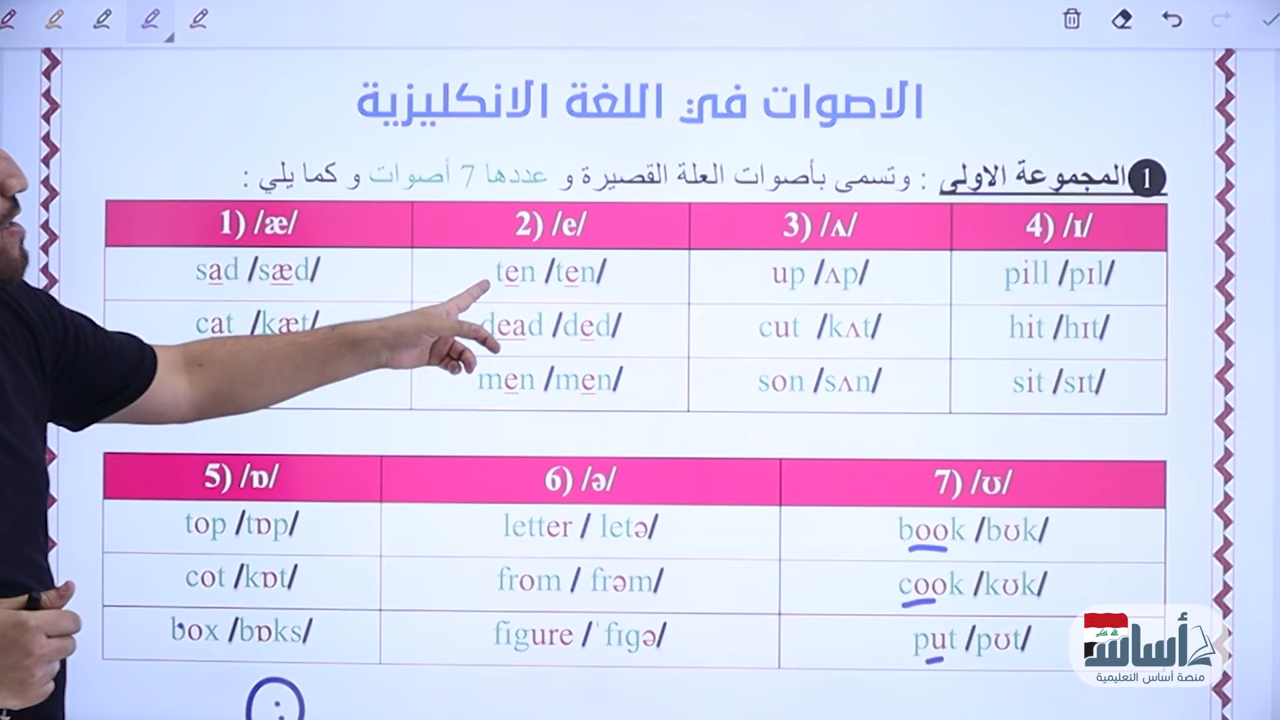 الاصوات في اللغة الانكليزية
1 المجموعة الاولى : وتسمى بأصوات العلة القصيرة و عددها 7 أصوات و كما يلي :
1) /æ/ 2) /e/ 3) /ʌ/ 4) /ɪ/
sad /sæd/ ten /ten/ up /ʌp/ pill /pɪl/
cat /kæt/ dead /ded/ cut /kʌt/ hit /hɪt/
men /men/ son /sʌn/ sit /sɪt/
5) /ɒ/ 6) /ə/ 7) /ʊ/
top /tɒp/ letter / letə/ book /bʊk/
cot /kɒt/ from / frəm/ cook /kʊk/
box /bɒks/ figure /ˈfɪgə/ put /pʊt/
أساس
منصة أساس التعليمية